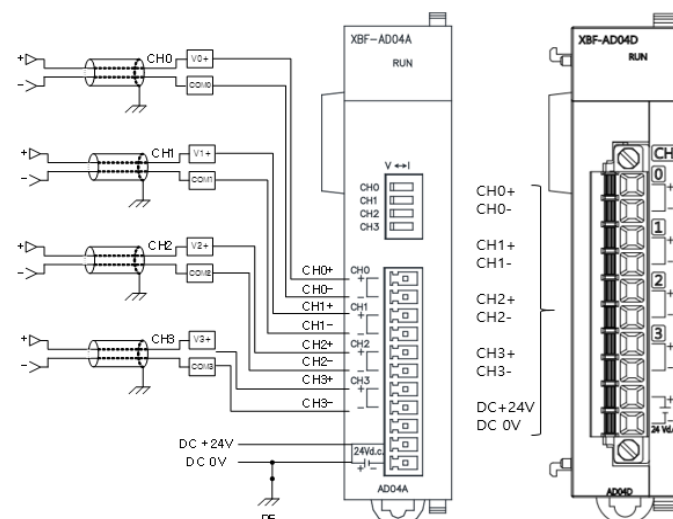 CH0 V0+
COM0
CH1 V1+
COM1
CH2 V2+
COM2
CH3 V3+
COM3
CH0+
CH0-
CH1+
CH1-
CH2+
CH2-
CH3+
CH3-
DC +24V
DC 0V
PE
XBF-AD04A
RUN
V ↔ I
CH0
CH1
CH2
CH3
CH0
+
-
CH1
+
-
CH2
+
-
CH3
+
-
24Vd.c.
+ -
AD04A
CH0+
CH0-
CH1+
CH1-
CH2+
CH2-
CH3+
CH3-
DC+24V
DC 0V
XBF-AD04D
RUN
CH
0
+
-
1
+
-
2
+
-
3
+
-
AD04D